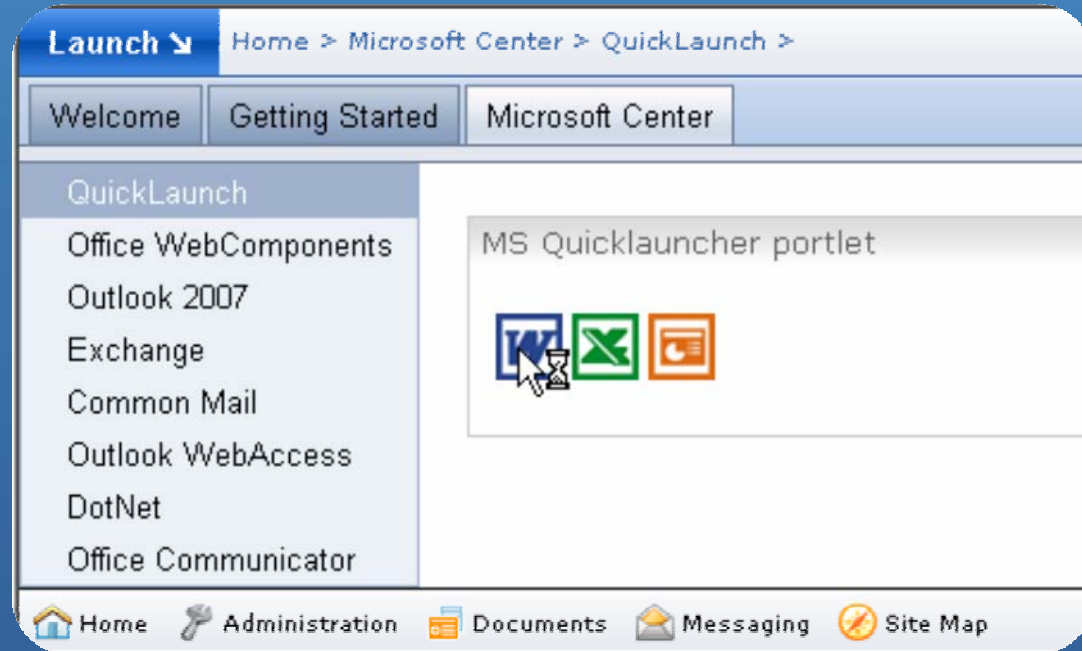 Launch Home > Microsoft Center > QuickLaunch >
Welcome Getting Started Microsoft Center
QuickLaunch
Office WebComponents
Outlook 2007
Exchange
Common Mail
Outlook WebAccess
DotNet
Office Communicator
MS Quicklauncher portlet
W X
Home Administration Documents Messaging Site Map